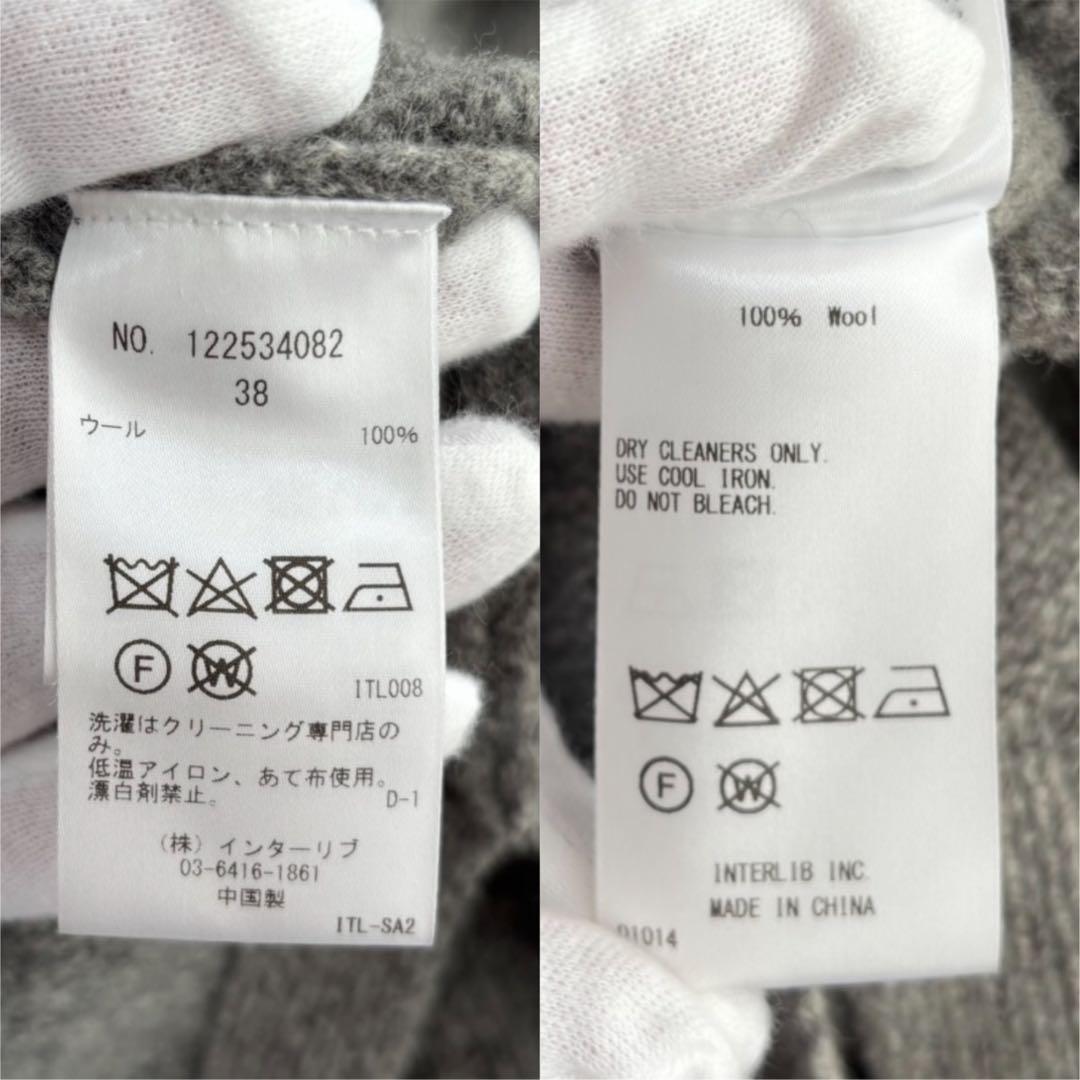 NO. 122534082
38
ウール 100%
F W
ITL008
洗濯はクリーニング専門店の
み。
低温アイロン、あて布使用。
漂白剤禁止。 D-1
(株) インターリブ
03-6416-1861
中国製
ITL-SA2
100% Wool
DRY CLEANERS ONLY.
USE COOL IRON.
DO NOT BLEACH.
F W
INTERLIB INC.
MADE IN CHINA
01014